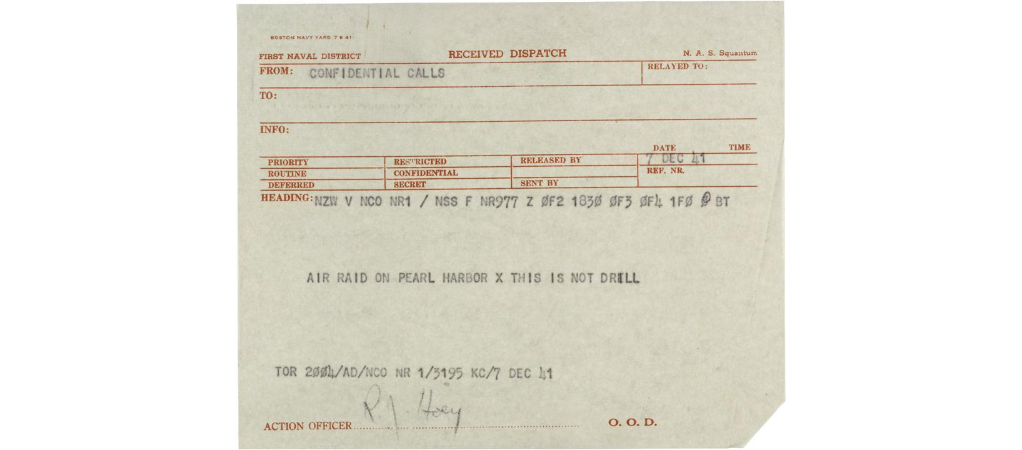 BOSTON NAVY YARD 7 8 41
FIRST NAVAL DISTRICT RECEIVED DISPATCH N. A. S. Squantum
FROM: CONFIDENTIAL CALLS RELAYED TO:
TO:
INFO:
DATE TIME
PRIORITY RESTRICTED RELEASED BY 7 DEC 41
ROUTINE CONFIDENTIAL REF. NR.
DEFERRED SECRET SENT BY
HEADING: NZW V NCO NR1 / NSS F NR977 Z ØF2 183Ø ØF3 ØF4 1FØ BT
AIR RAID ON PEARL HARBOR X THIS IS NOT DRILL
TOR 2ØØ4/AD/NCO NR 1/3195 KC/7 DEC 41
R. J. Hoey
ACTION OFFICER O. O. D.